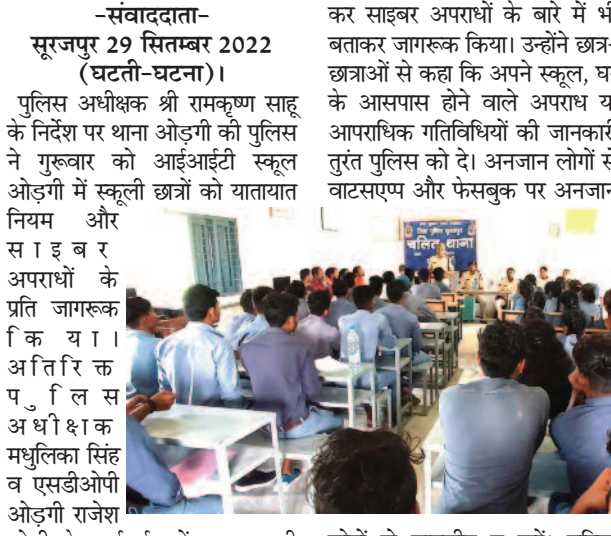 -संवाददाता-
सूरजपुर 29 सितम्बर 2022
(घटती-घटना)।
पुलिस अधीक्षक श्री रामकृष्ण साहू
के निर्देश पर थाना ओड़गी की पुलिस
ने गुरूवार को आईआईटी स्कूल
ओड़गी में स्कूली छात्रों को यातायात
नियम और
साइबर
अपराधों के
प्रति जागरूक
किया।
अतिरिक्त
पुलिस
अधीक्षक
मधुलिका सिंह
व एसडीओपी
ओड़गी राजेश
कर साइबर अपराधों के बारे में भी
बताकर जागरूक किया। उन्होंने छात्र-
छात्राओं से कहा कि अपने स्कूल,
के आसपास होने वाले अपराध
आपराधिक गतिविधियों की जानकारी
तुरंत पुलिस को दे। अनजान लोगों से
वाटसएप्प और फेसबुक पर अनजान
जिला पुलिस सूरजपुर
चलित थाना